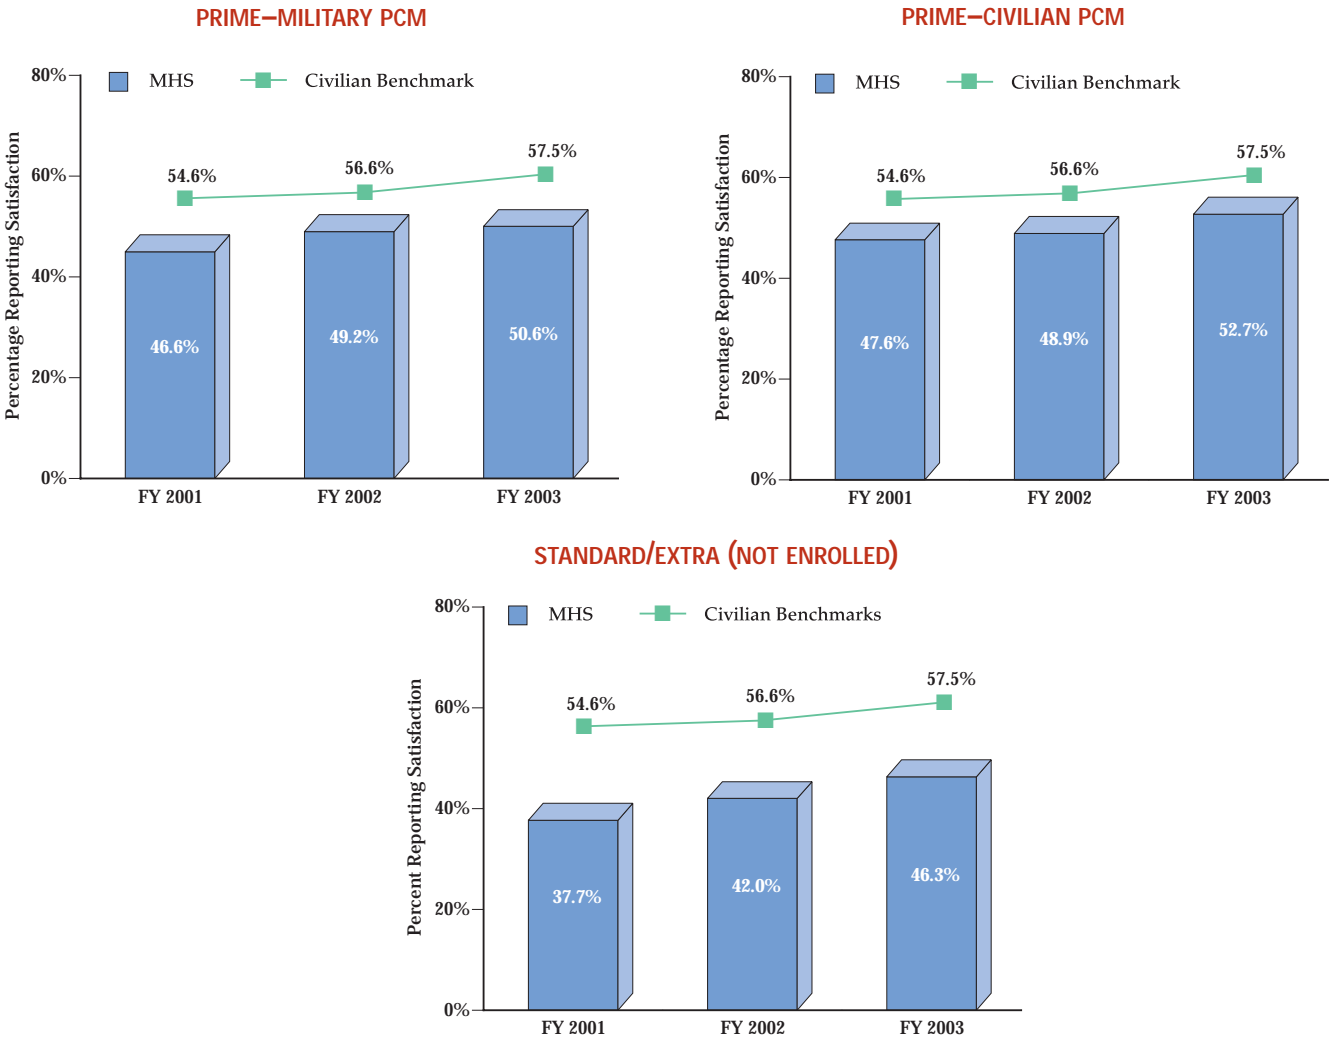 PRIME–MILITARY PCM
80%
MHS
Civilian Benchmark
60%
40%
20%
0%
Percentage Reporting Satisfaction
54.6%
56.6%
57.5%
46.6%
49.2%
50.6%
FY 2001
FY 2002
FY 2003
PRIME–CIVILIAN PCM
80%
MHS
Civilian Benchmark
60%
40%
20%
0%
Percentage Reporting Satisfaction
54.6%
56.6%
57.5%
47.6%
48.9%
52.7%
FY 2001
FY 2002
FY 2003
STANDARD/EXTRA (NOT ENROLLED)
80%
MHS
Civilian Benchmarks
60%
40%
20%
0%
Percent Reporting Satisfaction
54.6%
56.6%
57.5%
37.7%
42.0%
46.3%
FY 2001
FY 2002
FY 2003